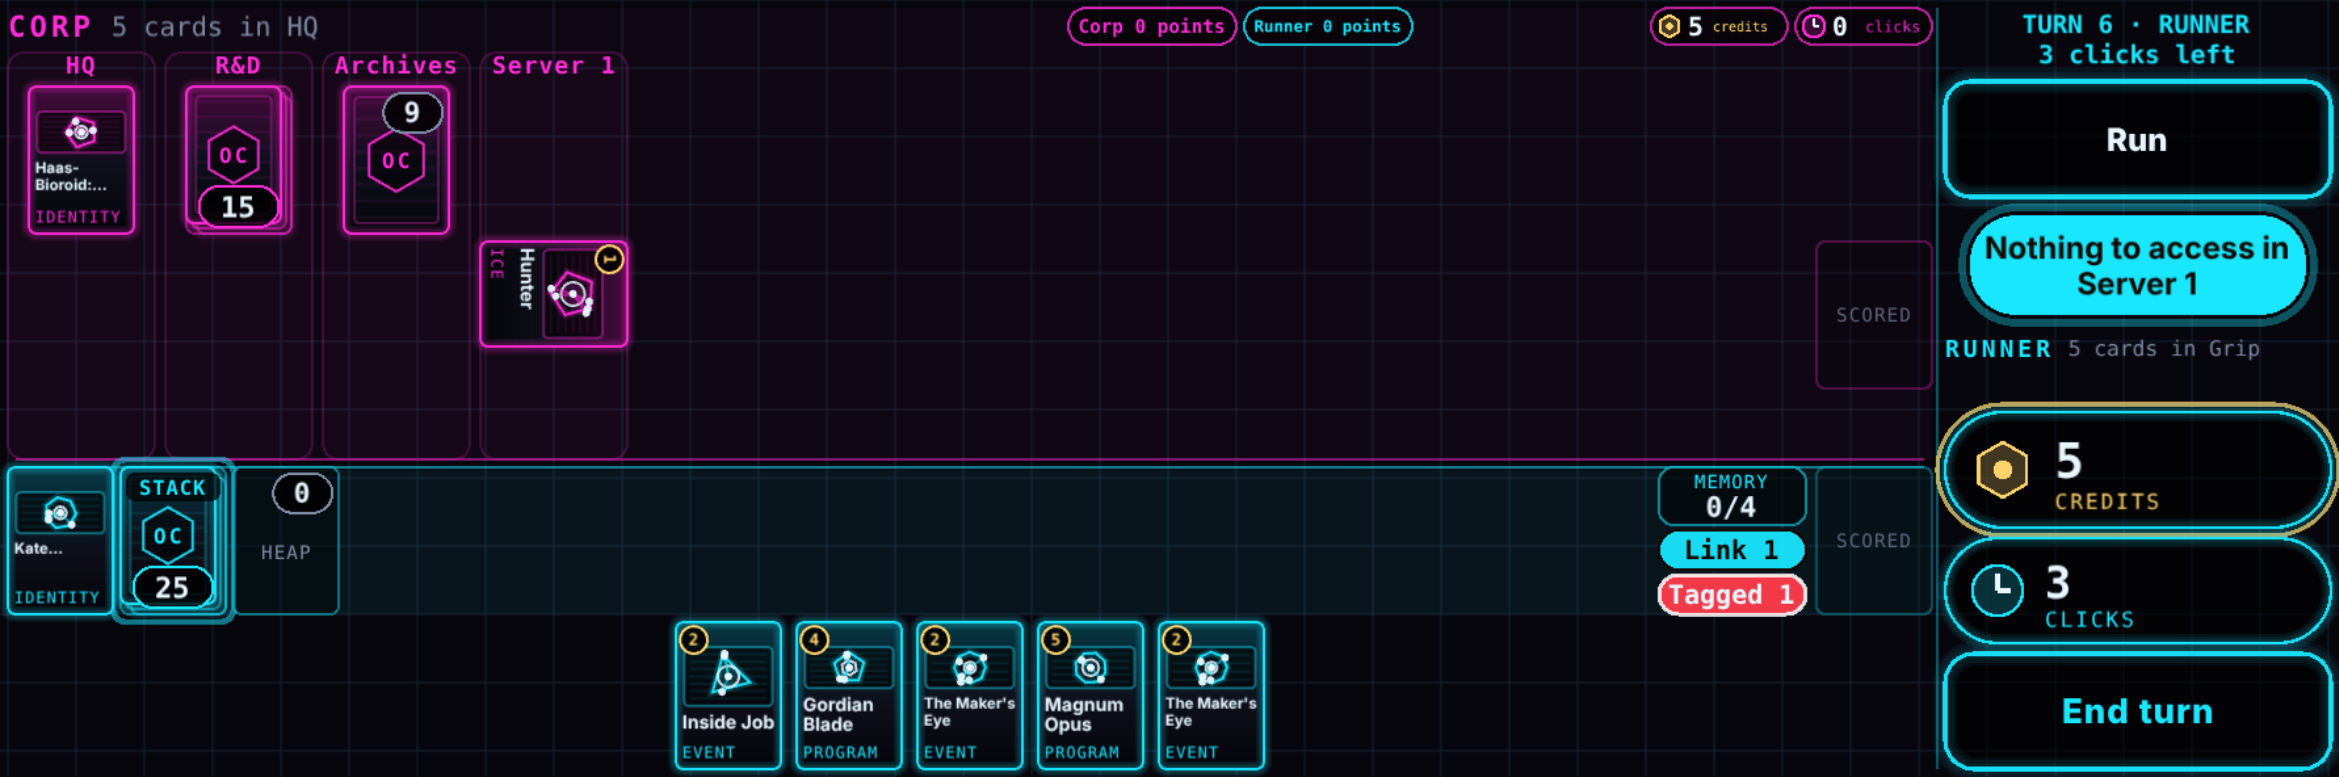 CORP 5 cards in HQ
Corp 0 points
Runner 0 points
5 credits
0 clicks
TURN 6 · RUNNER
3 clicks left
HQ
R&D
Archives
Server 1
Haas-
Bioroid:...
IDENTITY
OC
15
9
OC
ICE
Hunter
1
SCORED
Run
Nothing to access in
Server 1
RUNNER 5 cards in Grip
5
CREDITS
3
CLICKS
End turn
Kate...
IDENTITY
STACK
OC
25
0
HEAP
MEMORY
0/4
Link 1
Tagged 1
SCORED
2
Inside Job
EVENT
4
Gordian
Blade
PROGRAM
2
The Maker's
Eye
EVENT
5
Magnum
Opus
PROGRAM
2
The Maker's
Eye
EVENT